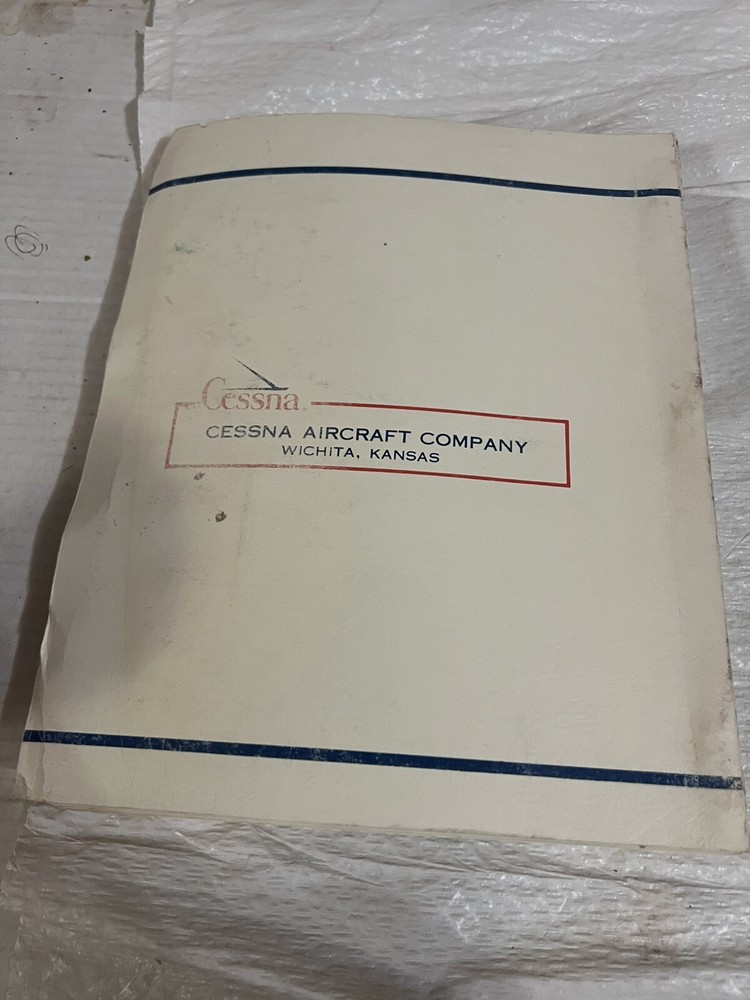 Cessna
CESSNA AIRCRAFT COMPANY
WICHITA, KANSAS